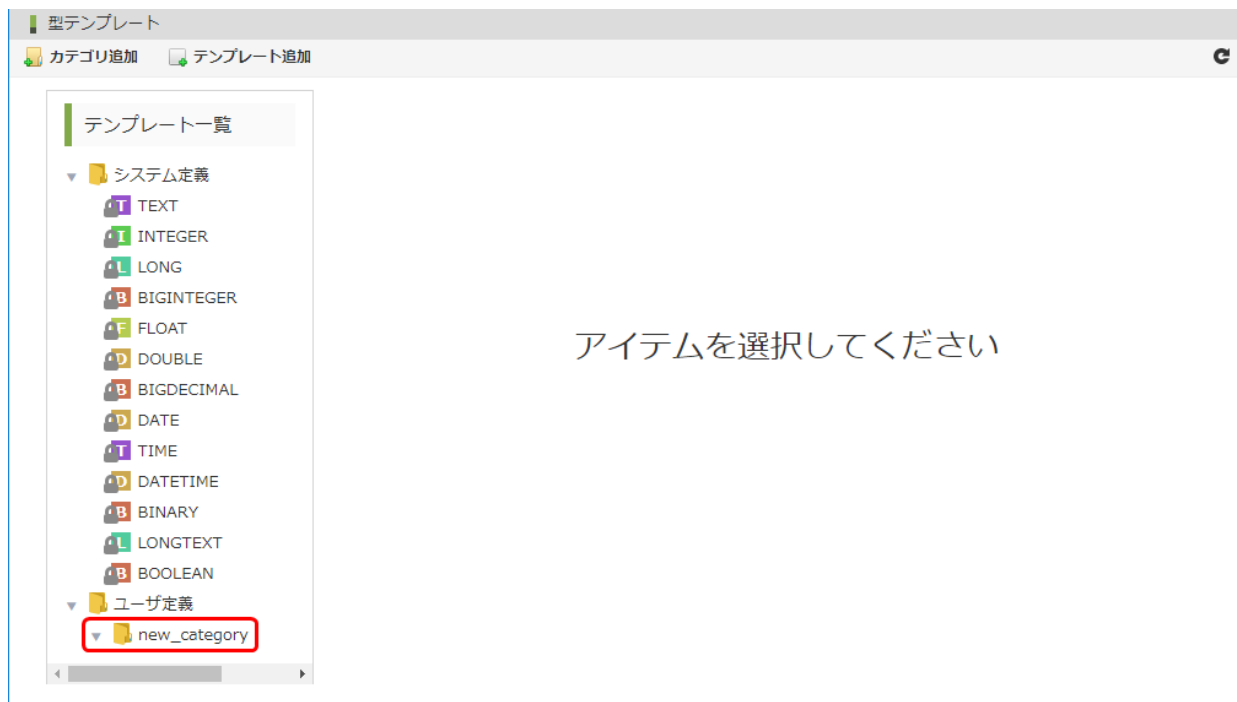 型テンプレート
カテゴリ追加 テンプレート追加
テンプレート一覧
システム定義
T TEXT
I INTEGER
L LONG
B BIGINTEGER
F FLOAT
D DOUBLE
B BIGDECIMAL
D DATE
T TIME
D DATETIME
B BINARY
L LONGTEXT
B BOOLEAN
ユーザ定義
new_category
アイテムを選択してください